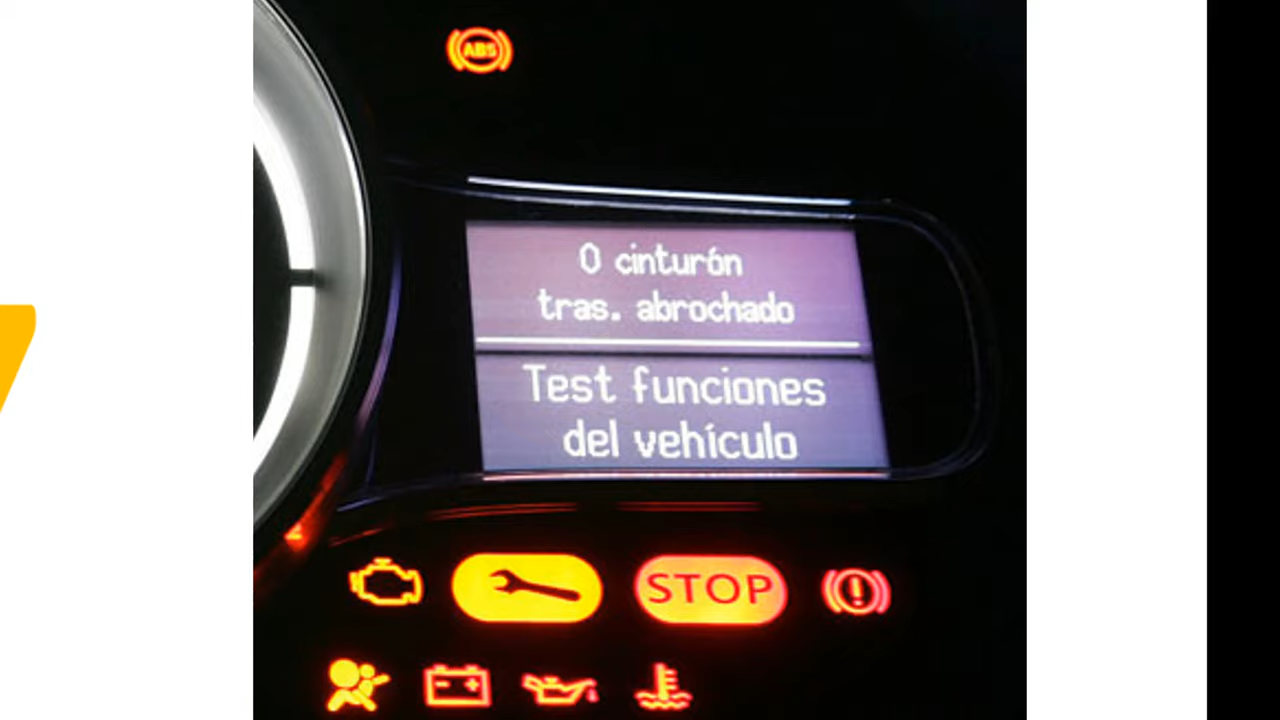 ABS
0 cinturón
tras. abrochado
Test funciones
del vehículo
STOP